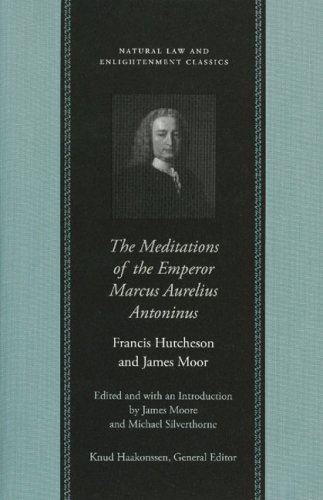 NATURAL LAW AND
ENLIGHTENMENT CLASSICS
The Meditations
of the Emperor
Marcus Aurelius
Antoninus
Francis Hutcheson
and James Moor
Edited and with an Introduction
by James Moore
and Michael Silverthorne
Knud Haakonssen, General Editor